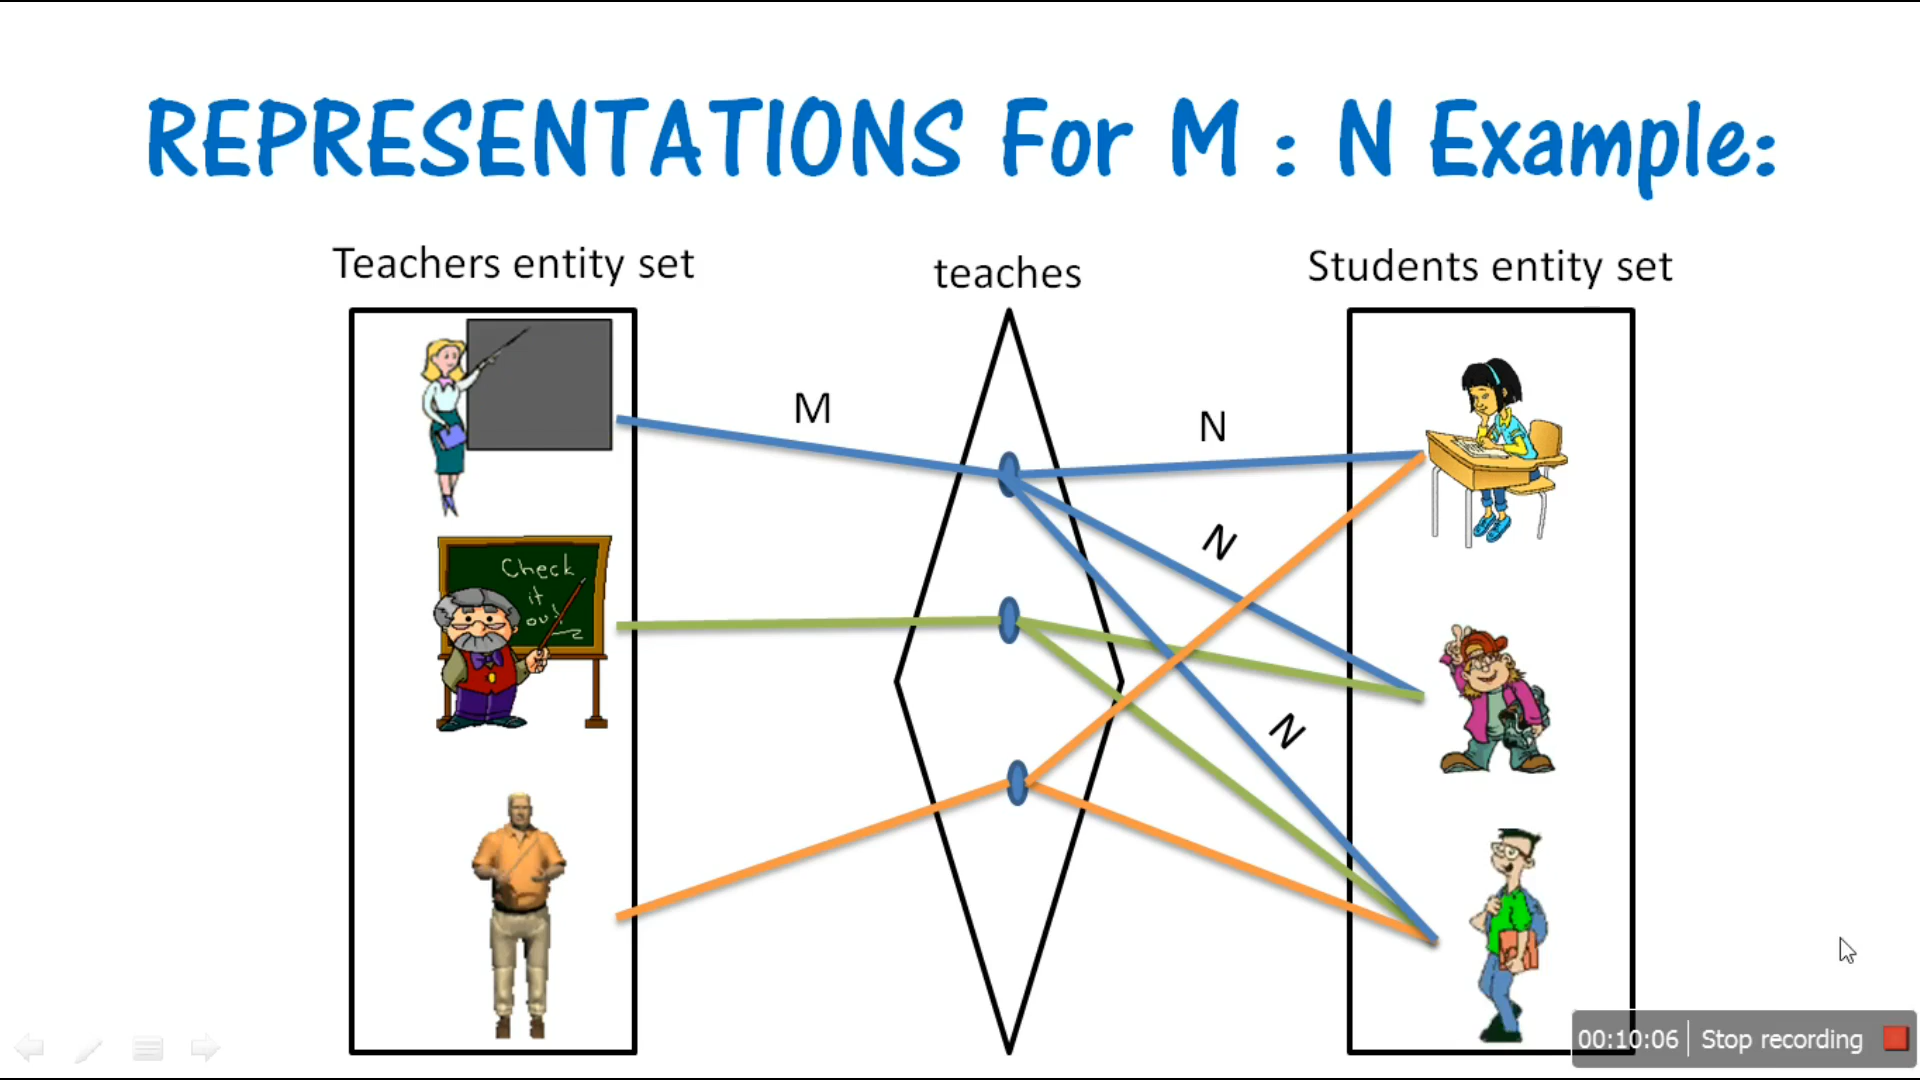 REPRESENTATIONS For M : N Example:
Teachers entity set
teaches
Students entity set
M
N
N
N
Check
it
out!
00:10:06 Stop recording